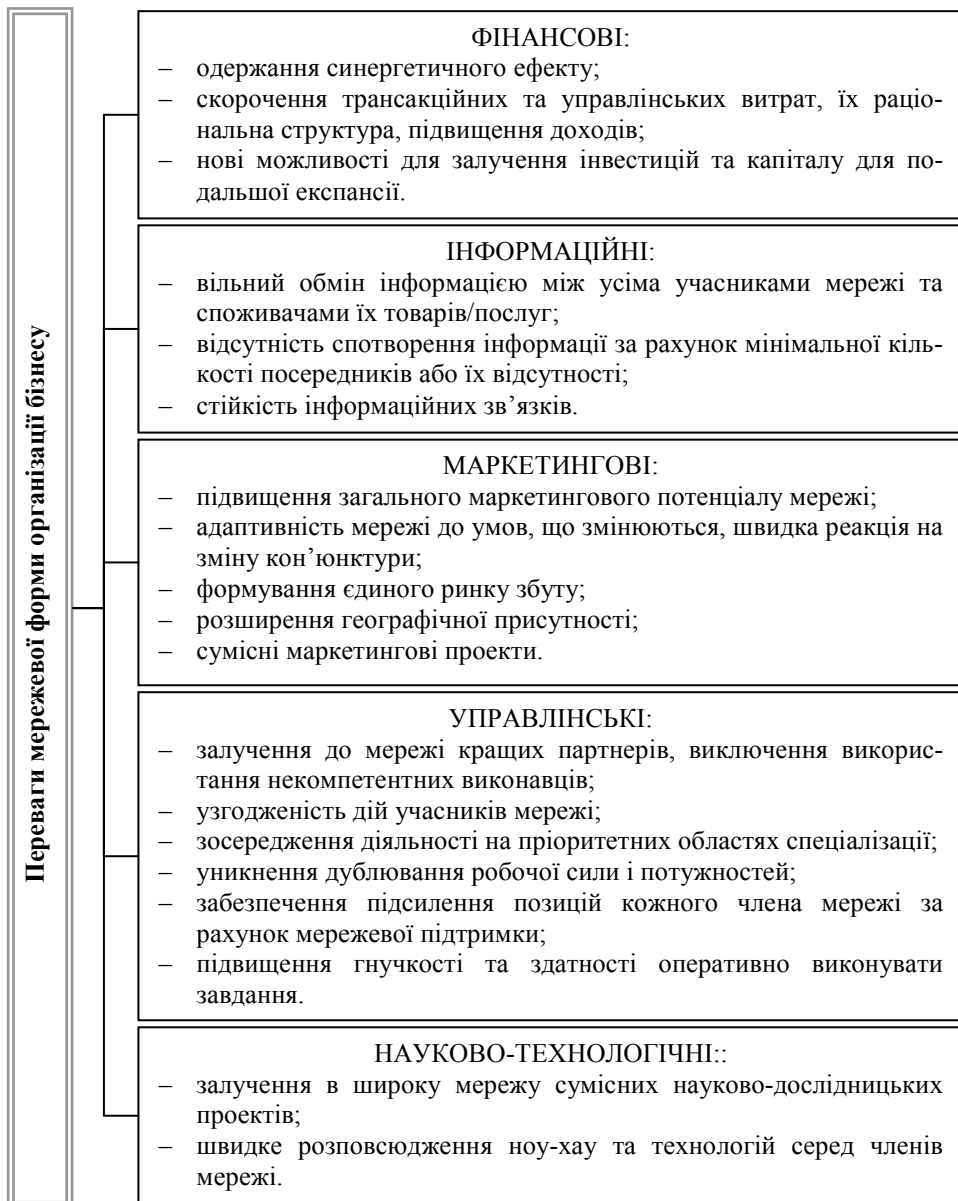 Переваги мережевої форми організації бізнесу
ФІНАНСОВІ:
– одержання синергетичного ефекту;
– скорочення трансакційних та управлінських витрат, їх раціо-
нальна структура, підвищення доходів;
– нові можливості для залучення інвестицій та капіталу для по-
дальшої експансії.
ІНФОРМАЦІЙНІ:
– вільний обмін інформацією між усіма учасниками мережі та
споживачами їх товарів/послуг;
– відсутність спотворення інформації за рахунок мінімальної кіль-
кості посередників або їх відсутності;
– стійкість інформаційних зв’язків.
МАРКЕТИНГОВІ:
– підвищення загального маркетингового потенціалу мережі;
– адаптивність мережі до умов, що змінюються, швидка реакція на
зміну кон’юнктури;
– формування єдиного ринку збуту;
– розширення географічної присутності;
– сумісні маркетингові проекти.
УПРАВЛІНСЬКІ:
– залучення до мережі кращих партнерів, виключення викорис-
тання некомпетентних виконавців;
– узгодженість дій учасників мережі;
– зосередження діяльності на пріоритетних областях спеціалізації;
– уникнення дублювання робочої сили і потужностей;
– забезпечення підсилення позицій кожного члена мережі за
рахунок мережевої підтримки;
– підвищення гнучкості та здатності оперативно виконувати
завдання.
НАУКОВО-ТЕХНОЛОГІЧНІ::
– залучення в широку мережу сумісних науково-дослідницьких
проектів;
– швидке розповсюдження ноу-хау та технологій серед членів
мережі.